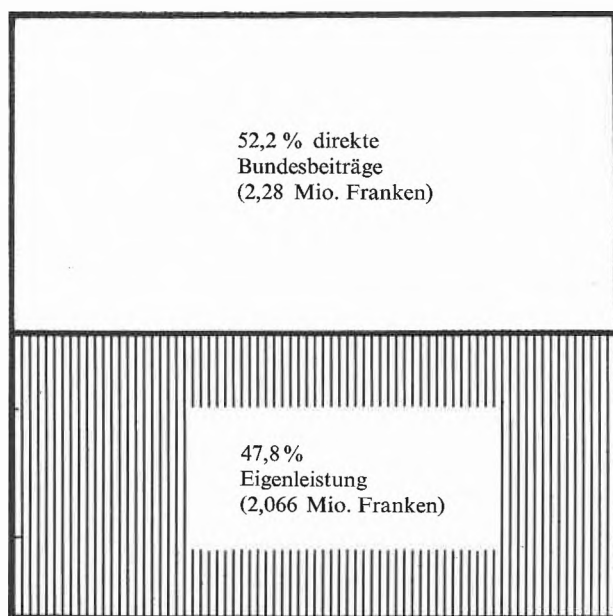 52,2 % direkte
Bundesbeiträge
(2,28 Mio. Franken)
47,8 %
Eigenleistung
(2,066 Mio. Franken)